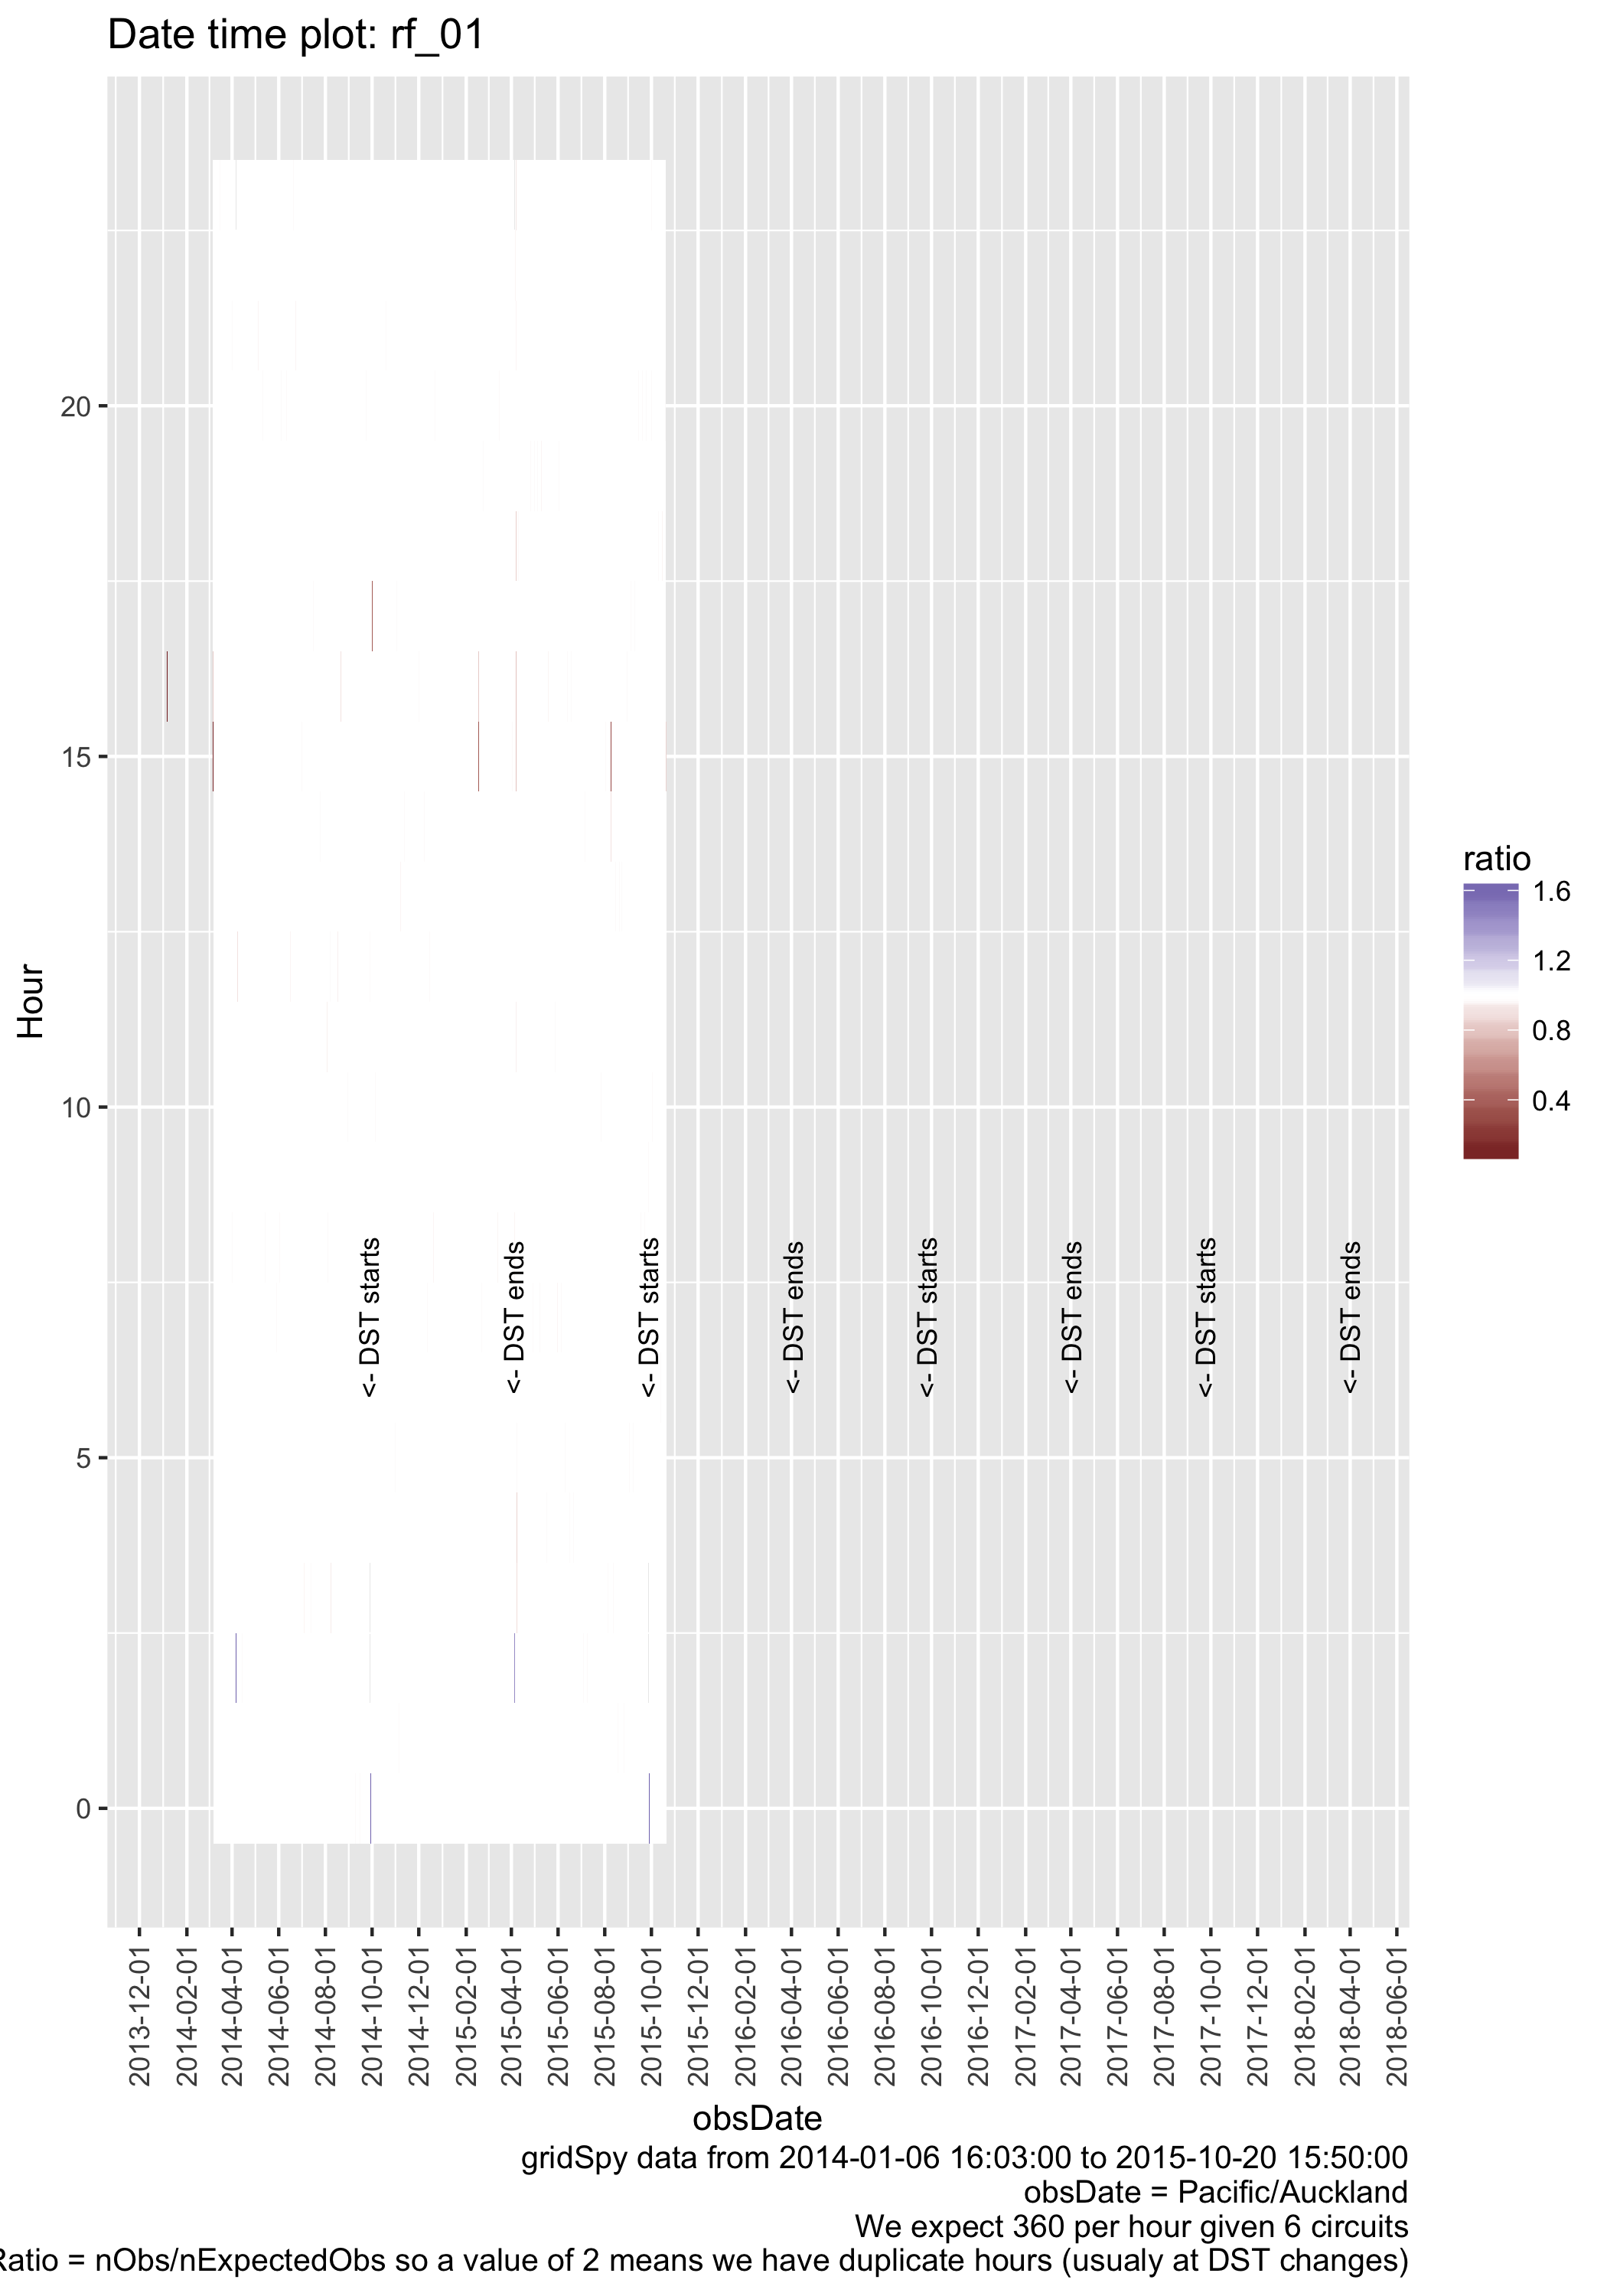 Date time plot: rf_01
20
15
10
5
0
Hour
<- DST starts
<- DST ends
<- DST starts
<- DST ends
<- DST starts
<- DST ends
<- DST starts
<- DST ends
ratio
1.6
1.2
0.8
0.4
2013-12-01
2014-02-01
2014-04-01
2014-06-01
2014-08-01
2014-10-01
2014-12-01
2015-02-01
2015-04-01
2015-06-01
2015-08-01
2015-10-01
2015-12-01
2016-02-01
2016-04-01
2016-06-01
2016-08-01
2016-10-01
2016-12-01
2017-02-01
2017-04-01
2017-06-01
2017-08-01
2017-10-01
2017-12-01
2018-02-01
2018-04-01
2018-06-01
obsDate
gridSpy data from 2014-01-06 16:03:00 to 2015-10-20 15:50:00
obsDate = Pacific/Auckland
We expect 360 per hour given 6 circuits
Ratio = nObs/nExpectedObs so a value of 2 means we have duplicate hours (usualy at DST changes)